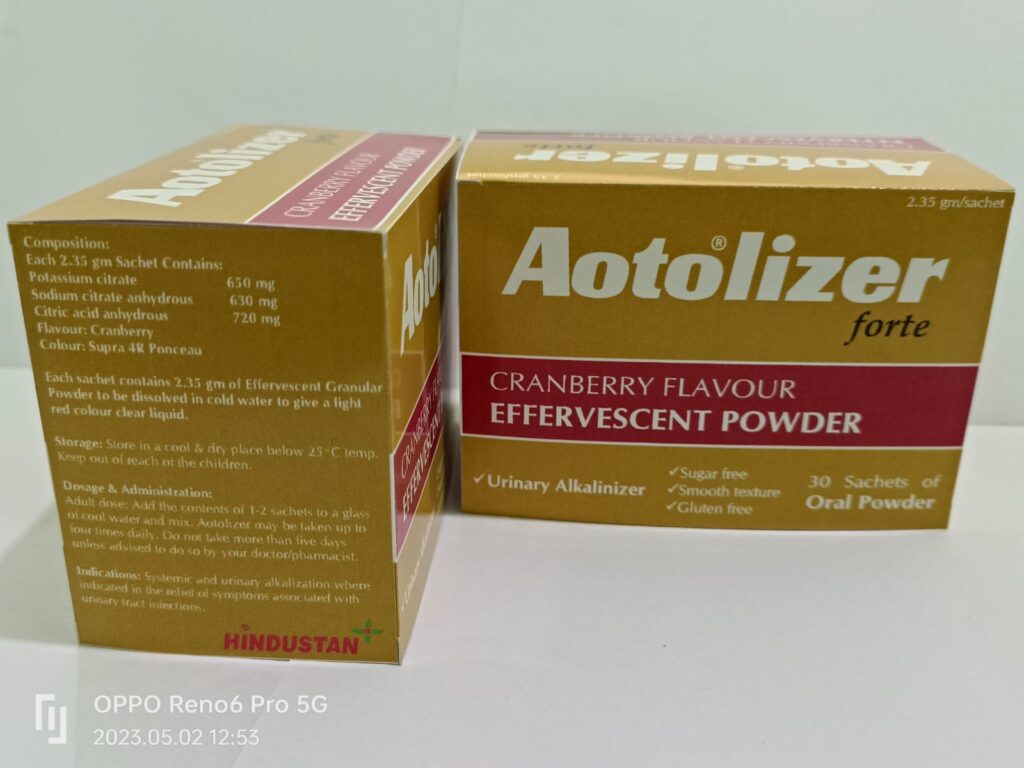 Aotolizer
forte
CRANBERRY FLAVOUR
EFFERVESCENT POWDER
Composition:
Each 2.35 gm Sachet Contains:
Potassium citrate 650 mg
Sodium citrate anhydrous 630 mg
Citric acid anhydrous 720 mg
Flavour: Cranberry
Colour: Supra 4R Ponceau
Each sachet contains 2.35 gm of Effervescent Granular
Powder to be dissolved in cold water to give a light
red colour clear liquid.
Storage: Store in a cool & dry place below 25°C temp.
Keep out of reach of the children.
Dosage & Administration:
Adult dose: Add the contents of 1-2 sachets to a glass
of cool water and mix. Aotolizer may be taken up to
four times daily. Do not take more than five days
unless advised to do so by your doctor/pharmacist.
Indications: Systemic and urinary alkalization where
indicated in the relief of symptoms associated with
urinary tract infections.
HINDUSTAN
Aotolizer®
forte
2.35 gm/sachet
2.35 gm/sachet
Aotolizer®
forte
CRANBERRY FLAVOUR
EFFERVESCENT POWDER
✓Urinary Alkalinizer
✓Sugar free
✓Smooth texture
✓Gluten free
30 Sachets of
Oral Powder
OPPO Reno6 Pro 5G
2023.05.02 12:53